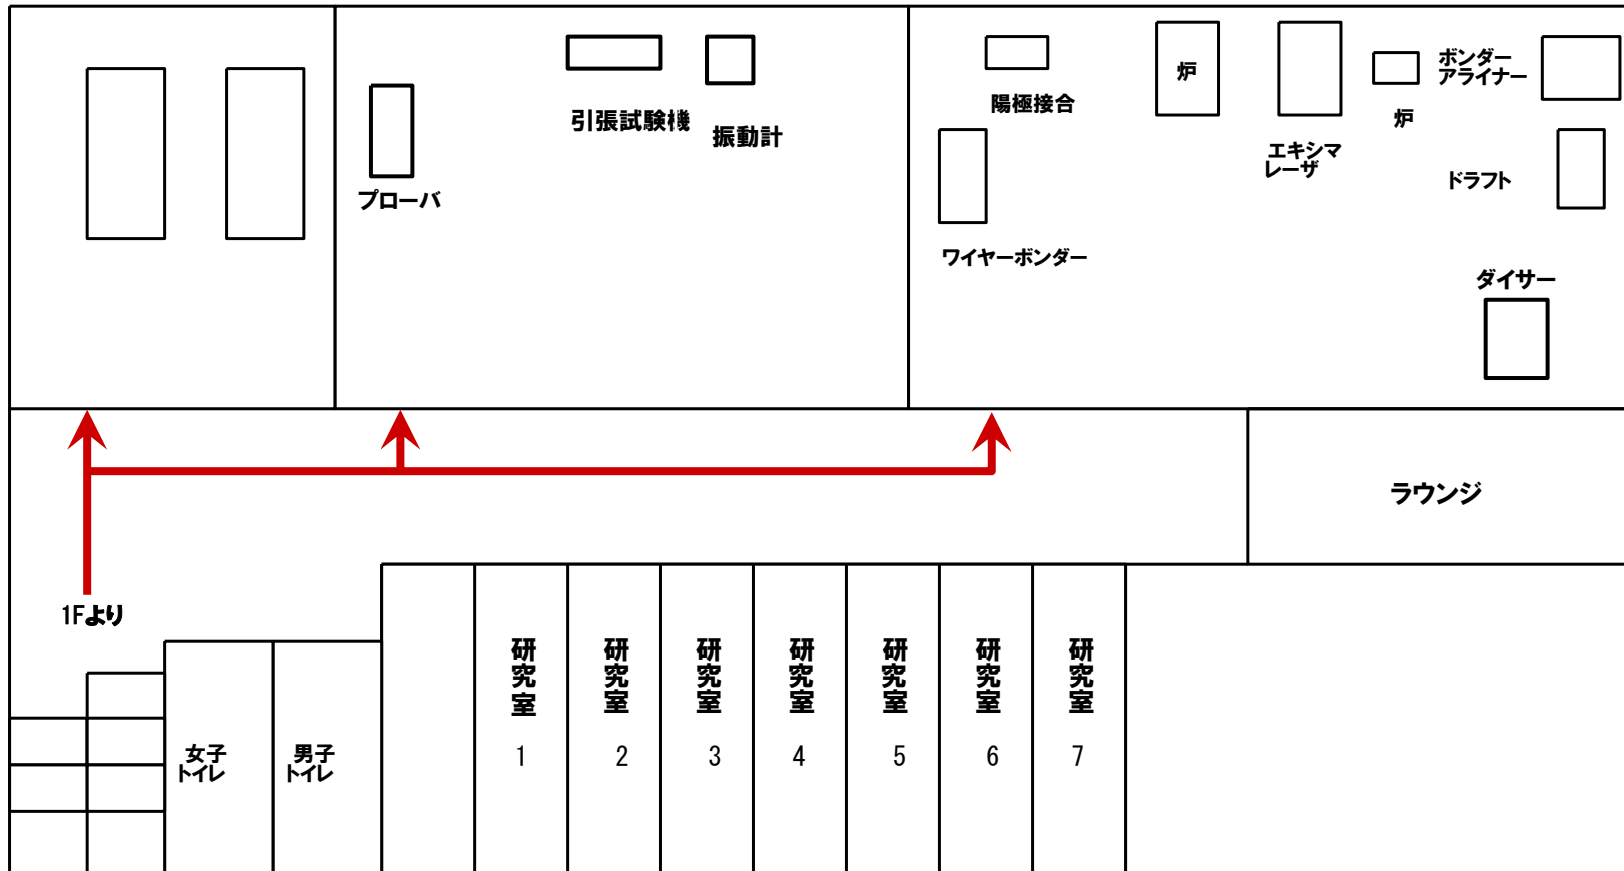 プローバ
引張試験機
振動計
陽極接合
ワイヤーボンダー
炉
エキシマ
レーザ
炉
ボンダー
アライナー
ドラフト
ダイサー
ラウンジ
1Fより
女子
トイレ
男子
トイレ
研究室
1
研究室
2
研究室
3
研究室
4
研究室
5
研究室
6
研究室
7